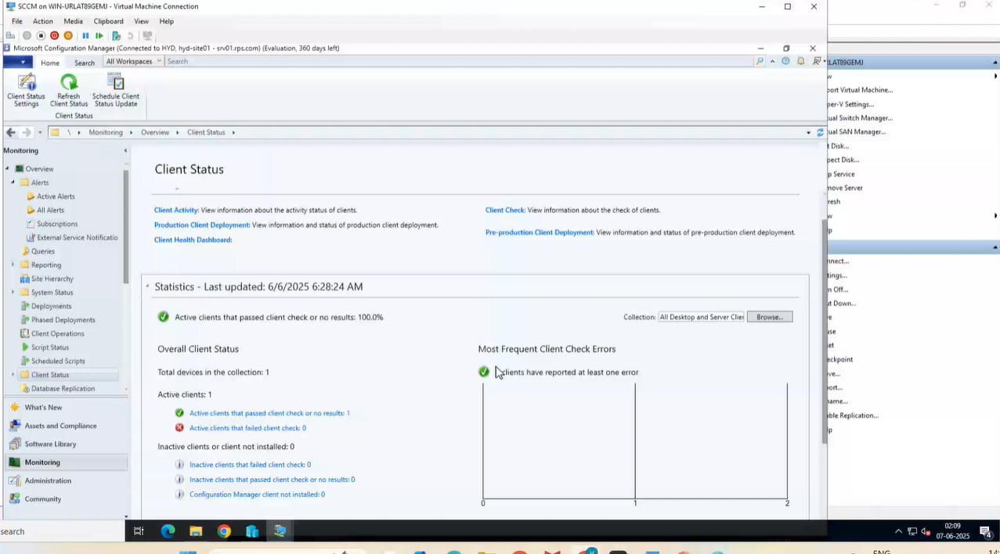 SCCM on WIN-URLAT89GEMJ - Virtual Machine Connection
File Action Media Clipboard View Help
Microsoft Configuration Manager (Connected to HYD, hyd-site01 - srv01.rps.com) (Evaluation, 360 days left)
Home Search All Workspaces Search
Client Status Settings
Refresh Client Status
Schedule Client Status Update
Client Status
\ Monitoring Overview Client Status
Monitoring
Overview
Alerts
Active Alerts
All Alerts
Subscriptions
External Service Notificatio
Queries
Reporting
Site Hierarchy
System Status
Deployments
Phased Deployments
Client Operations
Script Status
Scheduled Scripts
Client Status
Database Replication
What's New
Assets and Compliance
Software Library
Monitoring
Administration
Community
Client Status
Client Activity: View information about the activity status of clients.
Client Check: View information about the check of clients.
Production Client Deployment: View information and status of production client deployment.
Pre-production Client Deployment: View information and status of pre-production client deployment.
Client Health Dashboard:
Statistics - Last updated: 6/6/2025 6:28:24 AM
Active clients that passed client check or no results: 100.0%
Collection: All Desktop and Server Clie Browse...
Overall Client Status
Most Frequent Client Check Errors
Total devices in the collection: 1
clients have reported at least one error
Active clients: 1
Active clients that passed client check or no results: 1
Active clients that failed client check: 0
Inactive clients or client not installed: 0
Inactive clients that failed check: 0
Inactive clients that passed client check or no results: 0
Configuration Manager client not installed: 0
0 1 2
LAT89GEMJ
w
ort Virtual Machine...
per-V Settings...
ual Switch Manager...
ual SAN Manager...
t Disk...
pect Disk...
p Service
move Server
resh
w
p
nnect...
tings...
n Off...
ut Down...
e
use
et
eckpoint
ve...
port...
name...
ble Replication...
p
search
02:09
07-06-2025
4
ENG